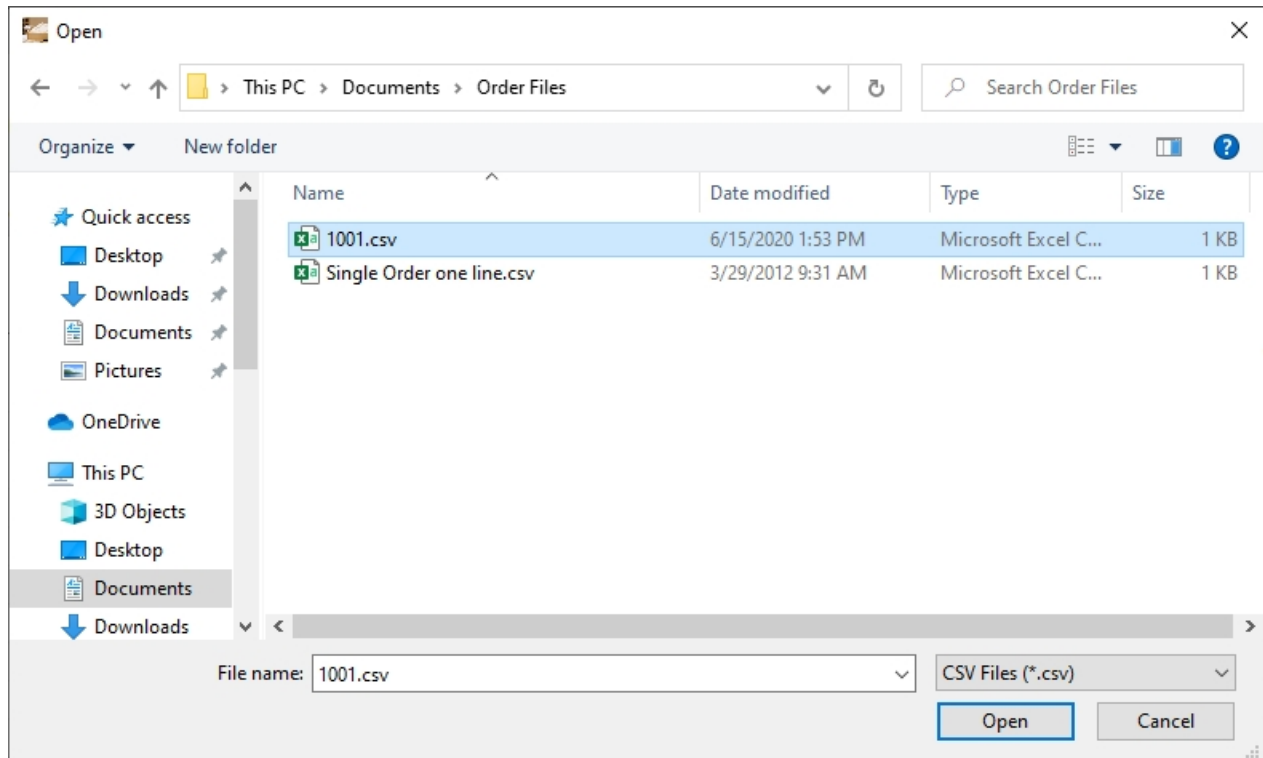 Open
This PC > Documents > Order Files
Search Order Files
Organize
New folder
Name Date modified Type Size
1001.csv 6/15/2020 1:53 PM Microsoft Excel C... 1 KB
Single Order one line.csv 3/29/2012 9:31 AM Microsoft Excel C... 1 KB
Quick access
Desktop
Downloads
Documents
Pictures
OneDrive
This PC
3D Objects
Desktop
Documents
Downloads
File name: 1001.csv CSV Files (*.csv)
Open Cancel